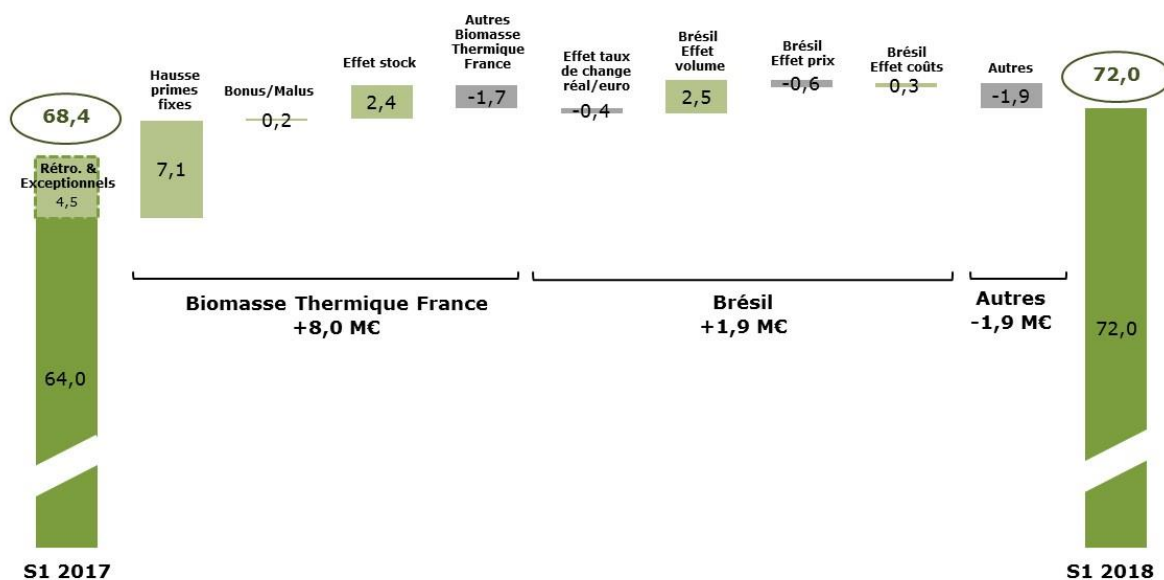 68,4
Rétro. &
Exceptionnels
4,5
64,0
S1 2017
Hausse
primes
fixes
7,1
Bonus/Malus
0,2
Effet stock
2,4
Autres
Biomasse
Thermique
France
-1,7
Effet taux
de change
réal/euro
-0,4
Brésil
Effet
volume
2,5
Brésil
Effet prix
-0,6
Brésil
Effet coûts
0,3
Autres
-1,9
72,0
72,0
S1 2018
Biomasse Thermique France
+8,0 M€
Brésil
+1,9 M€
Autres
-1,9 M€